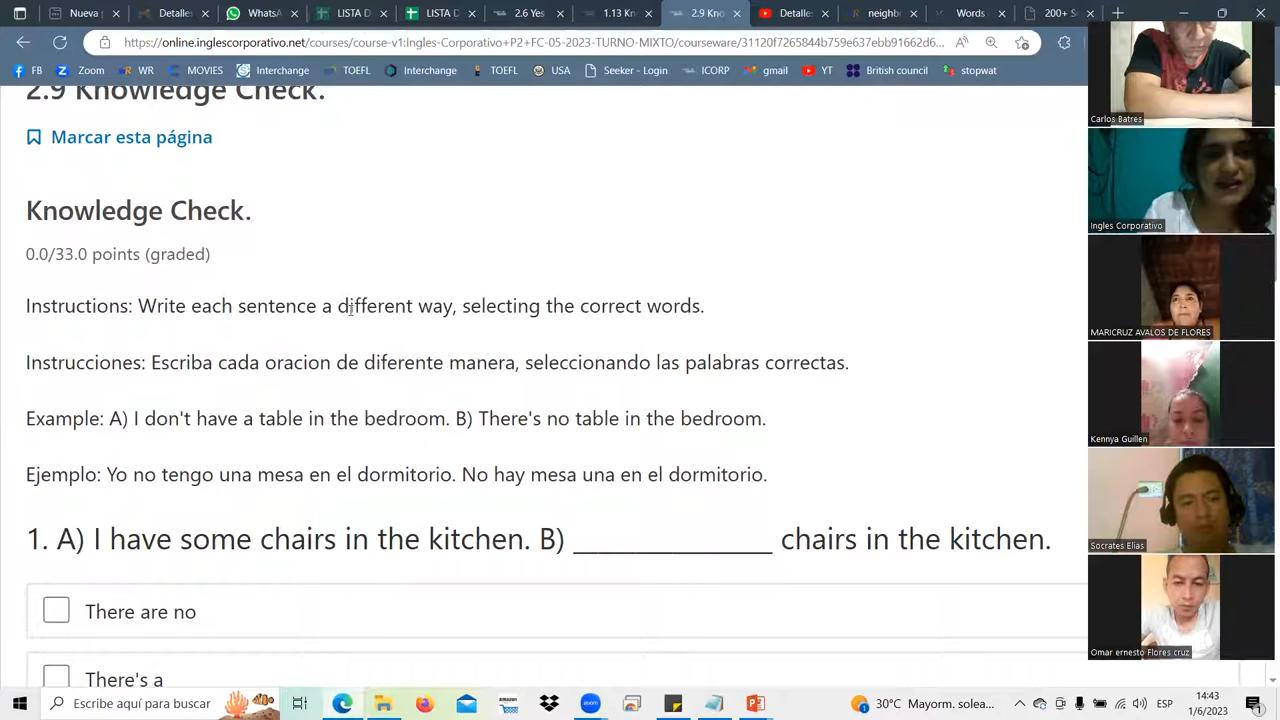 Nueva
Detalles
WhatsA
LISTA D
LISTA D
2.6 Yes
1.13 Kn
2.9 Kno
Detalles
neighb
Words
200+ S
https://online.inglescorporativo.net/courses/course-v1:Ingles-Corporativo+P2+FC-05-2023-TURNO-MIXTO/courseware/31120f7265844b759e637ebb91662d6...
FB
Zoom
WR
MOVIES
Interchange
TOEFL
Interchange
TOEFL
USA
Seeker - Login
ICORP
gmail
YT
British council
stopwat
2.9 Knowledge Check.
Marcar esta página
Knowledge Check.
0.0/33.0 points (graded)
Instructions: Write each sentence a different way, selecting the correct words.
Instrucciones: Escriba cada oracion de diferente manera, seleccionando las palabras correctas.
Example: A) I don't have a table in the bedroom. B) There's no table in the bedroom.
Ejemplo: Yo no tengo una mesa en el dormitorio. No hay mesa una en el dormitorio.
1. A) I have some chairs in the kitchen. B) _____________ chairs in the kitchen.
There are no
There's a
Carlos Batres
Ingles Corporativo
MARICRUZ AVALOS DE FLORES
Kennya Guillen
Socrates Elias
Omar ernesto Flores cruz
Escribe aquí para buscar
30°C Mayorm. solea...
ESP
14:43
1/6/2023